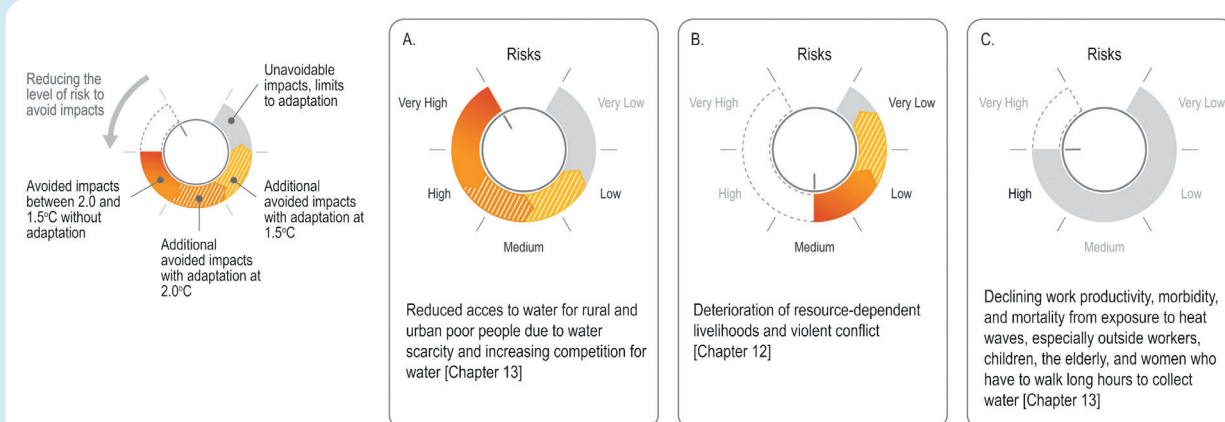 Reducing the
level of risk to
avoid impacts
Unavoidable
impacts, limits
to adaptation
Avoided impacts
between 2.0 and
1.5°C without
adaptation
Additional
avoided impacts
with adaptation at
2.0°C
Additional
avoided impacts
with adaptation at
1.5°C
A.
Risks
Very High
Very Low
High
Low
Medium
Reduced acces to water for rural and
urban poor people due to water
scarcity and increasing competition for
water [Chapter 13]
B.
Risks
Very High
Very Low
High
Low
Medium
Deterioration of resource-dependent
livelihoods and violent conflict
[Chapter 12]
C.
Risks
Very High
Very Low
High
Low
Medium
Declining work productivity, morbidity,
and mortality from exposure to heat
waves, especially outside workers,
children, the elderly, and women who
have to walk long hours to collect
water [Chapter 13]